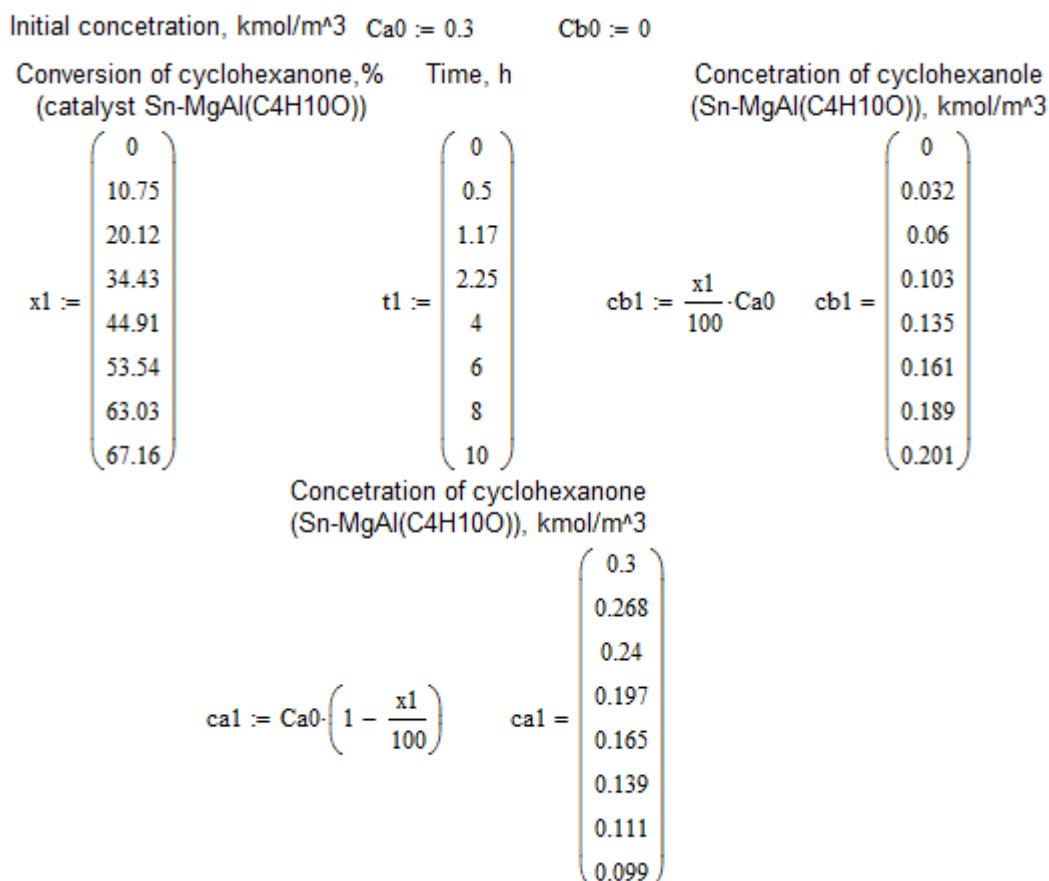 Initial concetration, kmol/m^3 Ca0 := 0.3 Cb0 := 0
Conversion of cyclohexanone,% Time, h Concetration of cyclohexanole
(catalyst Sn-MgAl(C4H10O)) (Sn-MgAl(C4H10O)), kmol/m^3
0 0 0
10.75 0.5 0.032
20.12 1.17 0.06
34.43 2.25 0.103
x1 := 44.91 t1 := 4 cb1 := x1/100 · Ca0 cb1 = 0.135
53.54 6 0.161
63.03 8 0.189
67.16 10 0.201
Concetration of cyclohexanone
(Sn-MgAl(C4H10O)), kmol/m^3
0.3
0.268
0.24
0.197
ca1 := Ca0·(1 − x1/100) ca1 = 0.165
0.139
0.111
0.099